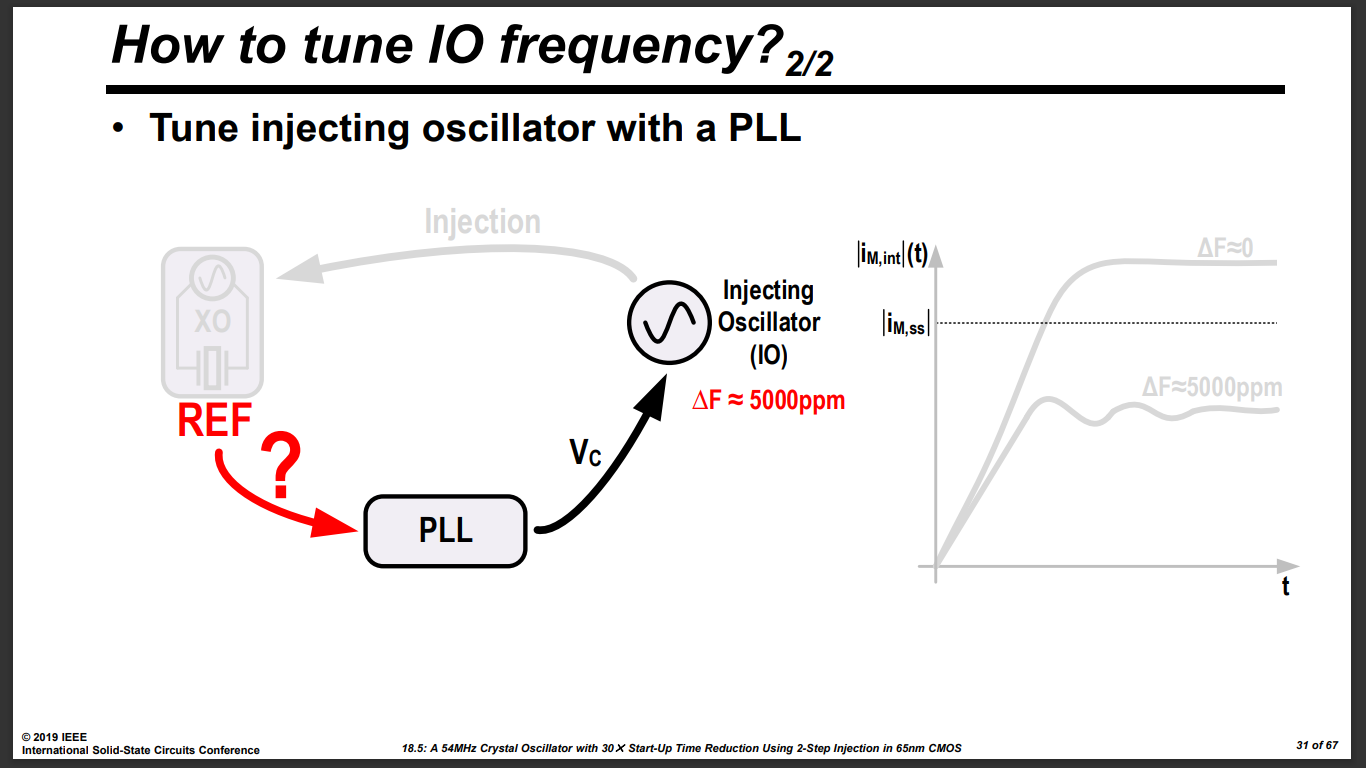 How to tune IO frequency? 2/2
• Tune injecting oscillator with a PLL
Injection
XO
REF
?
PLL
VC
Injecting
Oscillator
(IO)
ΔF ≈ 5000ppm
|iM,int|(t)
|iM,ss|
ΔF≈0
ΔF≈5000ppm
t
© 2019 IEEE
International Solid-State Circuits Conference
18.5: A 54MHz Crystal Oscillator with 30✕ Start-Up Time Reduction Using 2-Step Injection in 65nm CMOS
31 of 67